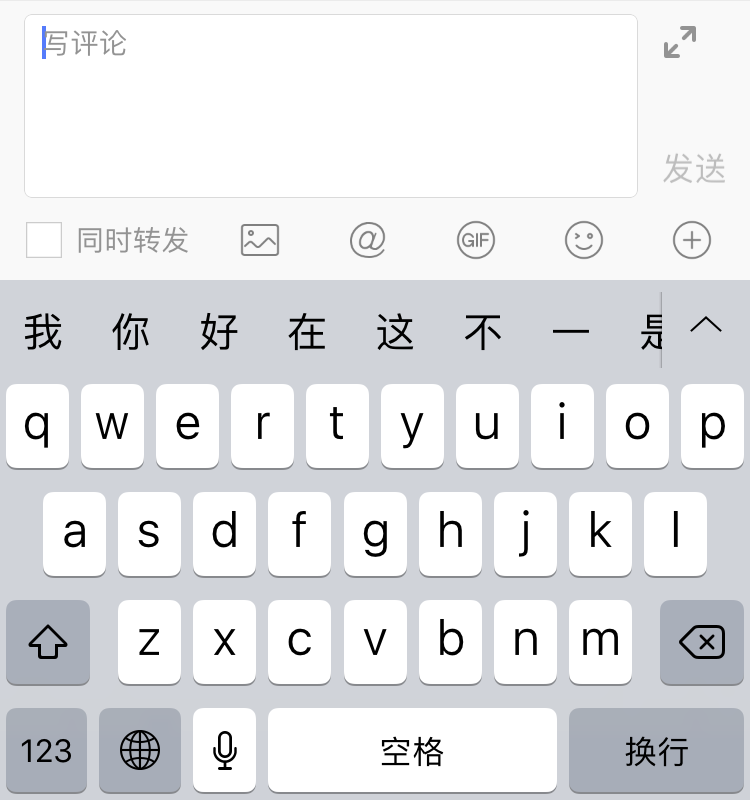 写评论
发送
同时转发 @ GIF
我 你 好 在 这 不 一 是
q w e r t y u i o p
a s d f g h j k l
z x c v b n m
123 空格 换行